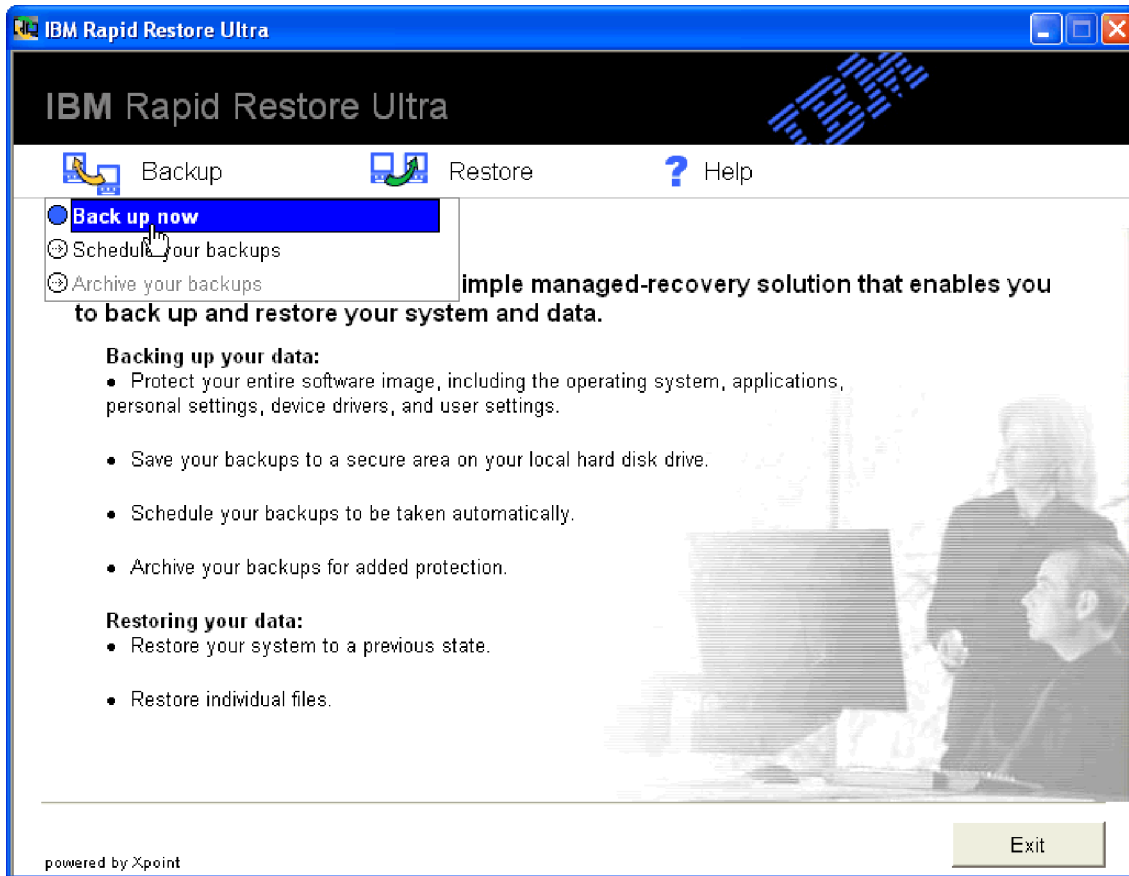 IBM Rapid Restore Ultra
IBM Rapid Restore Ultra
IBM
Backup
Restore
? Help
Back up now
Schedule your backups
Archive your backups
imple managed-recovery solution that enables you
to back up and restore your system and data.
Backing up your data:
• Protect your entire software image, including the operating system, applications,
personal settings, device drivers, and user settings.
• Save your backups to a secure area on your local hard disk drive.
• Schedule your backups to be taken automatically.
• Archive your backups for added protection.
Restoring your data:
• Restore your system to a previous state.
• Restore individual files.
powered by Xpoint
Exit